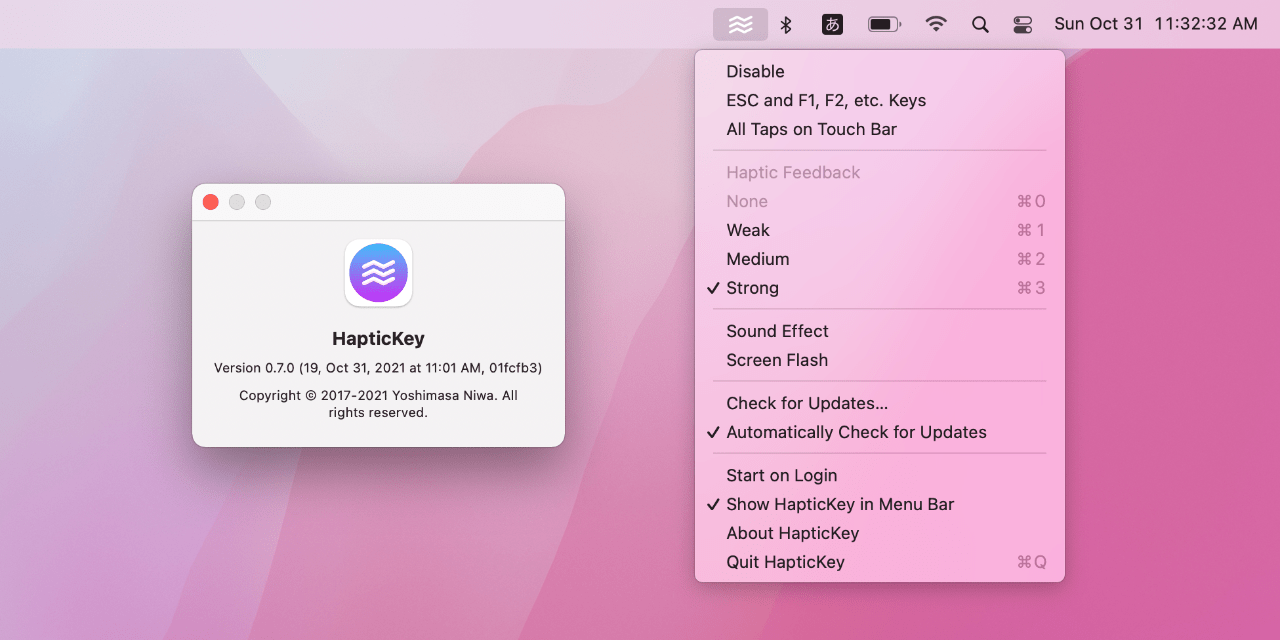 あ
Sun Oct 31 11:32:32 AM
Disable
ESC and F1, F2, etc. Keys
All Taps on Touch Bar
Haptic Feedback
None ⌘0
Weak ⌘1
Medium ⌘2
Strong ⌘3
Sound Effect
Screen Flash
Check for Updates...
Automatically Check for Updates
Start on Login
Show HapticKey in Menu Bar
About HapticKey
Quit HapticKey ⌘Q
HapticKey
Version 0.7.0 (19, Oct 31, 2021 at 11:01 AM, 01fcfb3)
Copyright © 2017-2021 Yoshimasa Niwa. All
rights reserved.